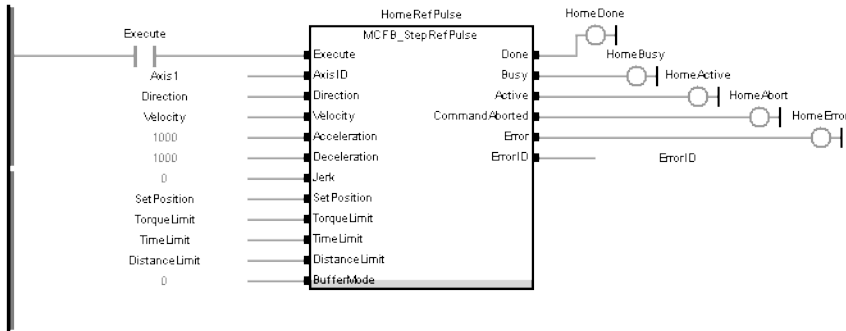 HomeRefPulse
HomeDone
Execute
MCFB_StepRefPulse
Execute
Done
HomeBusy
Axis1
AxisID
Busy
HomeActive
Direction
Direction
Active
HomeAbort
Velocity
Velocity
CommandAborted
HomeError
1000
Acceleration
Error
1000
Deceleration
ErrorID
ErrorID
0
Jerk
SetPosition
SetPosition
TorqueLimit
TorqueLimit
TimeLimit
TimeLimit
DistanceLimit
DistanceLimit
0
BufferMode